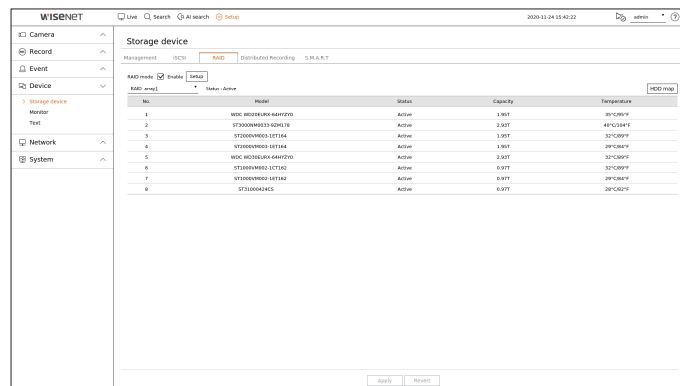 WISENET
Live Search AI search Setup 2020-11-24 15:42:22 admin ?
Camera
Record
Event
Device
Storage device
Monitor
Text
Network
System
Storage device
Management iSCSI RAID Distributed Recording S.M.A.R.T
RAID mode Enable Setup
RAID array1 Status : Active HDD map
No. Model Status Capacity Temperature
1 WDC WD20EURX-64HYZY0 Active 1.95T 35°C/95°F
2 ST3000NM0033-9ZM178 Active 2.93T 40°C/104°F
3 ST2000VM003-1ET164 Active 1.95T 32°C/89°F
4 ST2000VM003-1ET164 Active 1.95T 29°C/84°F
5 WDC WD30EURX-64HYZY0 Active 2.93T 32°C/89°F
6 ST1000VM002-1CT162 Active 0.97T 32°C/89°F
7 ST1000VM002-1ET162 Active 0.97T 29°C/84°F
8 ST31000424CS Active 0.97T 28°C/82°F
Apply Revert